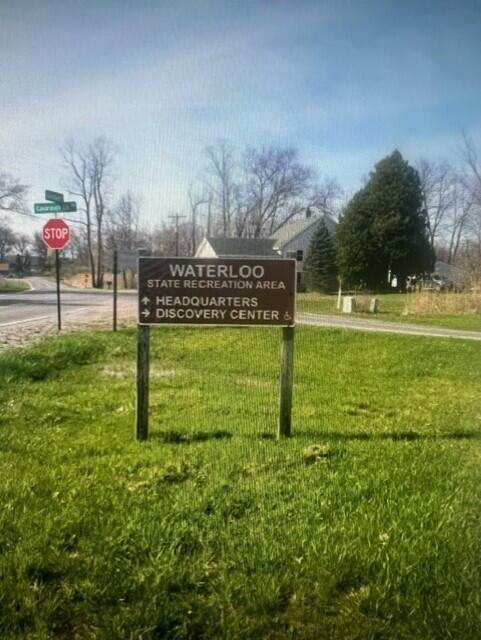 STOP
WATERLOO
STATE RECREATION AREA
↑ HEADQUARTERS
→ DISCOVERY CENTER